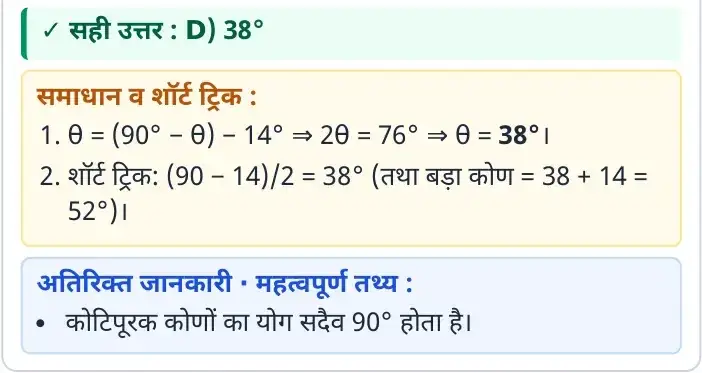 ✓ सही उत्तर : D) 38°
समाधान व शॉर्ट ट्रिक :
1. θ = (90° − θ) − 14° ⇒ 2θ = 76° ⇒ θ = 38°।
2. शॉर्ट ट्रिक: (90 − 14)/2 = 38° (तथा बड़ा कोण = 38 + 14 =
52°)।
अतिरिक्त जानकारी · महत्वपूर्ण तथ्य :
• कोटिपूरक कोणों का योग सदैव 90° होता है।